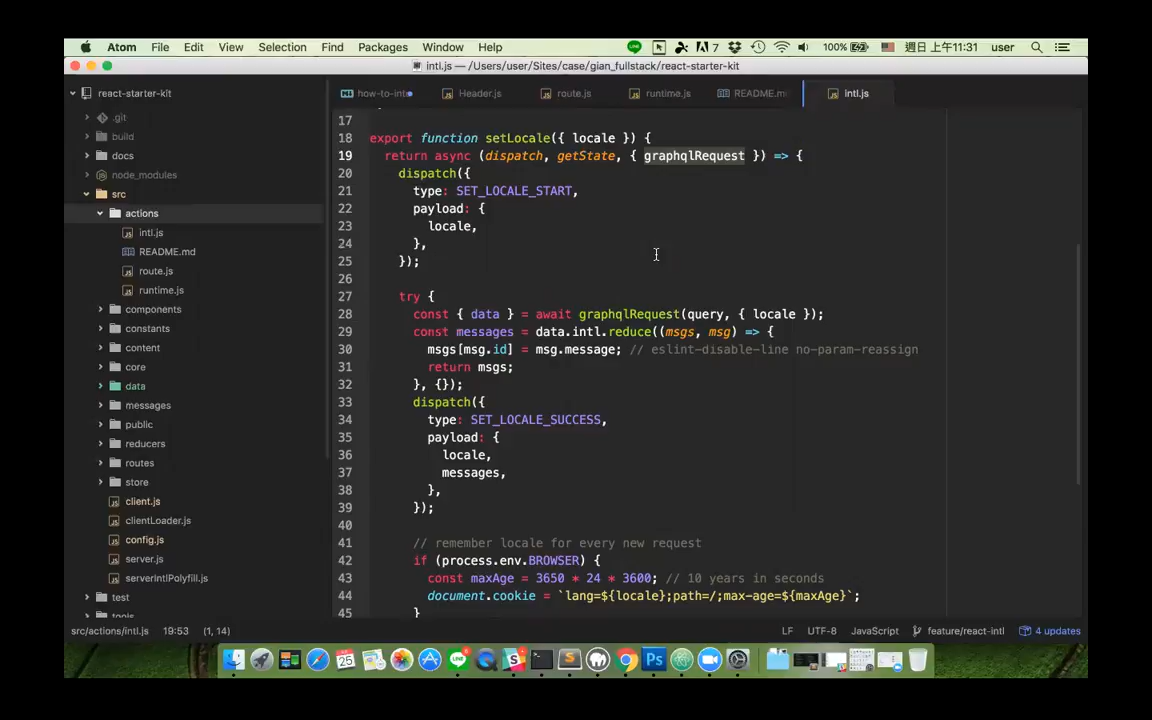 Atom File Edit View Selection Find Packages Window Help 7 100% 週日 上午11:31 user
intl.js — /Users/user/Sites/case/gian_fullstack/react-starter-kit
react-starter-kit
.git
build
docs
node_modules
src
actions
intl.js
README.md
route.js
runtime.js
components
constants
content
core
data
messages
public
reducers
routes
store
client.js
clientLoader.js
config.js
server.js
serverIntlPolyfill.js
test
tools
how-to-inte Header.js route.js runtime.js README.m intl.js
17
18 export function setLocale({ locale }) {
19 return async (dispatch, getState, { graphqlRequest }) => {
20 dispatch({
21 type: SET_LOCALE_START,
22 payload: {
23 locale,
24 },
25 });
26
27 try {
28 const { data } = await graphqlRequest(query, { locale });
29 const messages = data.intl.reduce((msgs, msg) => {
30 msgs[msg.id] = msg.message; // eslint-disable-line no-param-reassign
31 return msgs;
32 }, {});
33 dispatch({
34 type: SET_LOCALE_SUCCESS,
35 payload: {
36 locale,
37 messages,
38 },
39 });
40
41 // remember locale for every new request
42 if (process.env.BROWSER) {
43 const maxAge = 3650 * 24 * 3600; // 10 years in seconds
44 document.cookie = `lang=${locale};path=/;max-age=${maxAge}`;
45 }
src/actions/intl.js 19:53 (1, 14) LF UTF-8 JavaScript feature/react-intl 4 updates